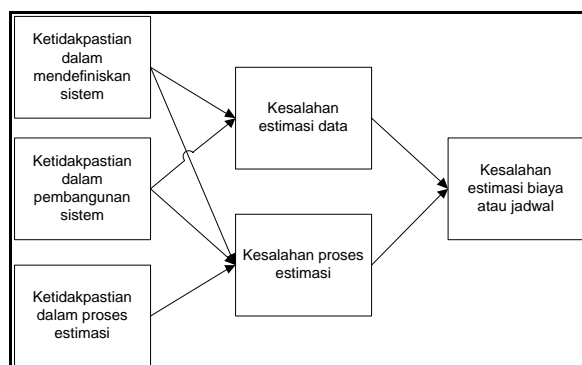 Ketidakpastian
dalam
mendefiniskan
sistem
Ketidakpastian
dalam
pembangunan
sistem
Ketidakpastian
dalam proses
estimasi
Kesalahan
estimasi data
Kesalahan proses
estimasi
Kesalahan
estimasi biaya
atau jadwal